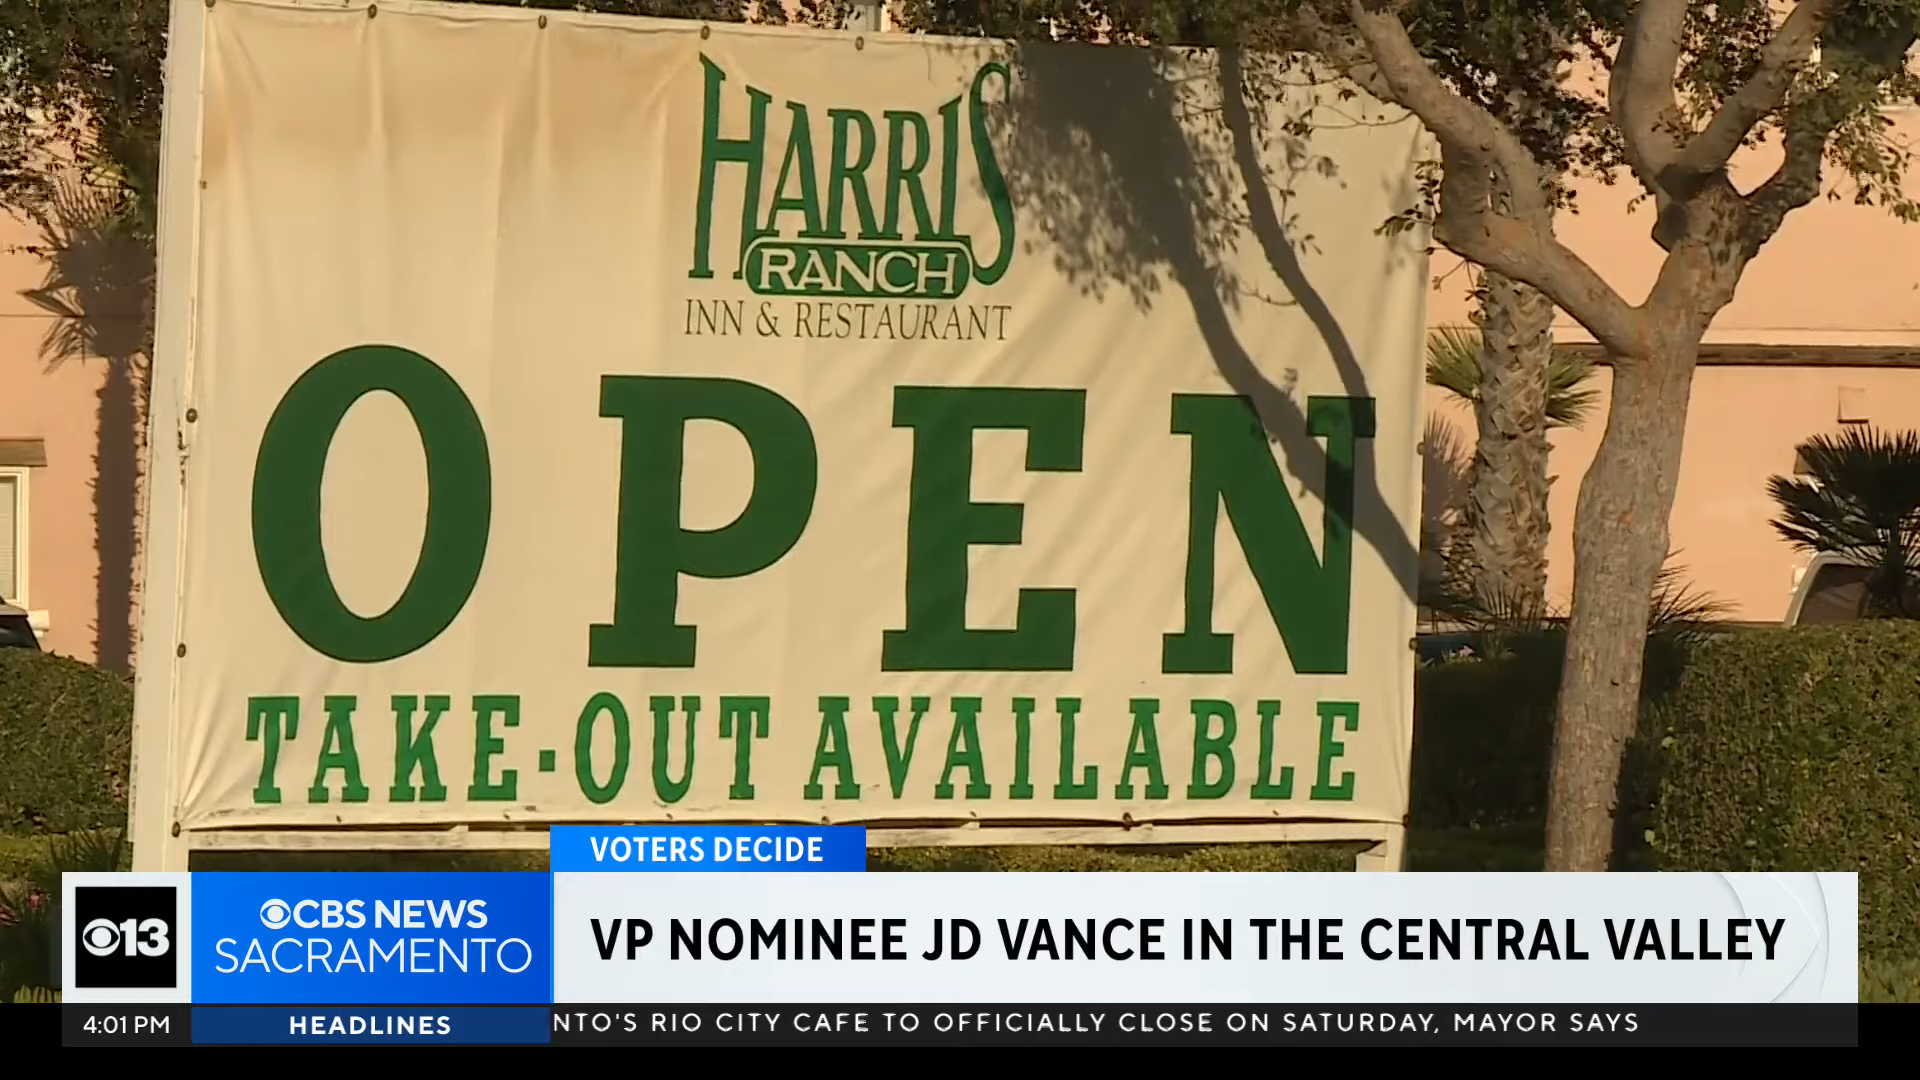 HARRIS
RANCH
INN & RESTAURANT
OPEN
TAKE-OUT AVAILABLE
VOTERS DECIDE
13
CBS NEWS
SACRAMENTO
VP NOMINEE JD VANCE IN THE CENTRAL VALLEY
4:01 PM
HEADLINES
NTO'S RIO CITY CAFE TO OFFICIALLY CLOSE ON SATURDAY, MAYOR SAYS